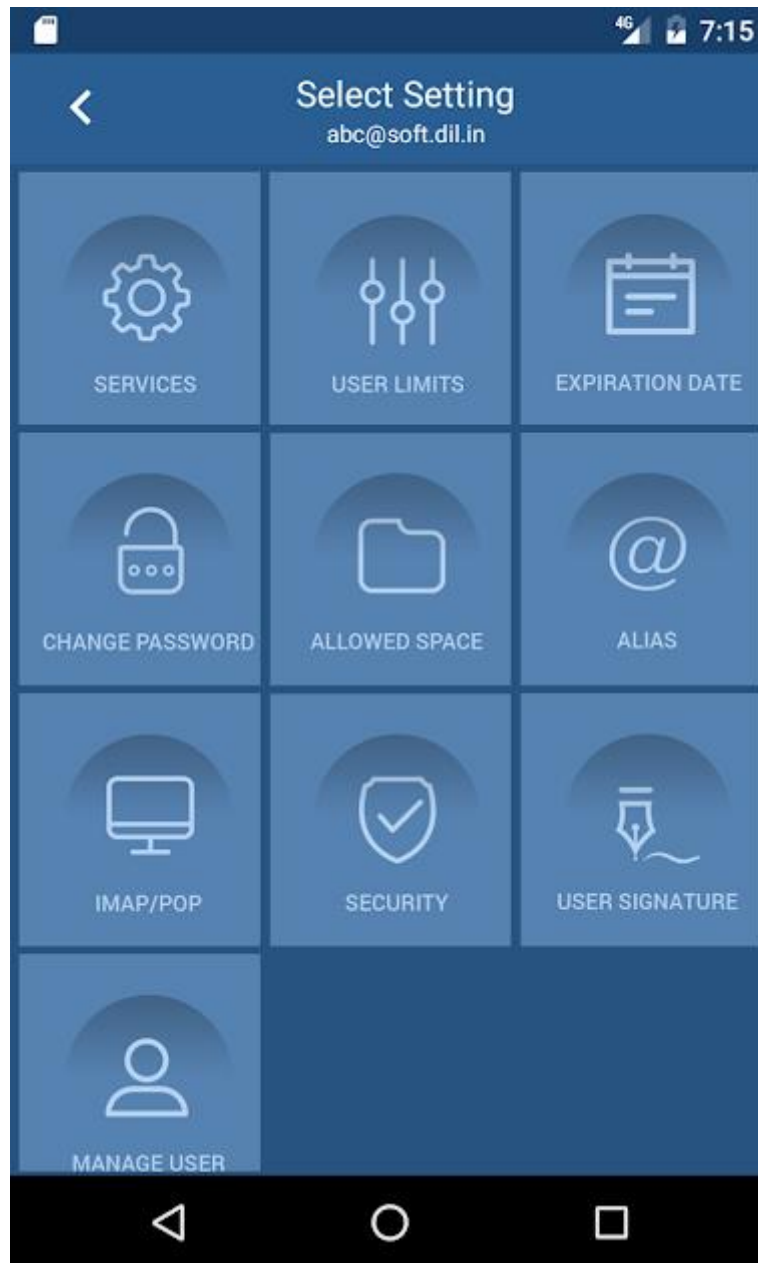 4G 7:15
Select Setting
abc@soft.dil.in
SERVICES
USER LIMITS
EXPIRATION DATE
CHANGE PASSWORD
ALLOWED SPACE
@
ALIAS
IMAP/POP
SECURITY
USER SIGNATURE
MANAGE USER